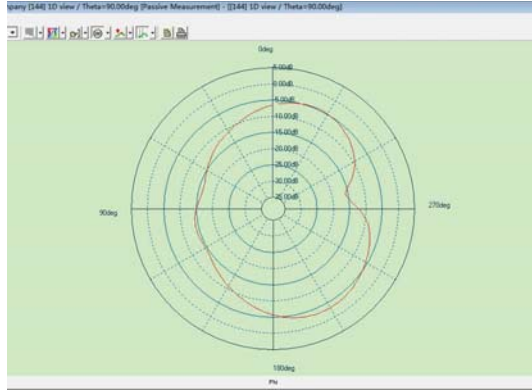 mpany [144] 1D view / Theta=90.00deg [Passive Measurement] - [[144] 1D view / Theta=90.00deg]
0deg
5.00dB
0.00dB
-5.00dB
-10.00dB
-15.00dB
-20.00dB
-25.00dB
-30.00dB
-35.00dB
90deg
270deg
180deg
Phi